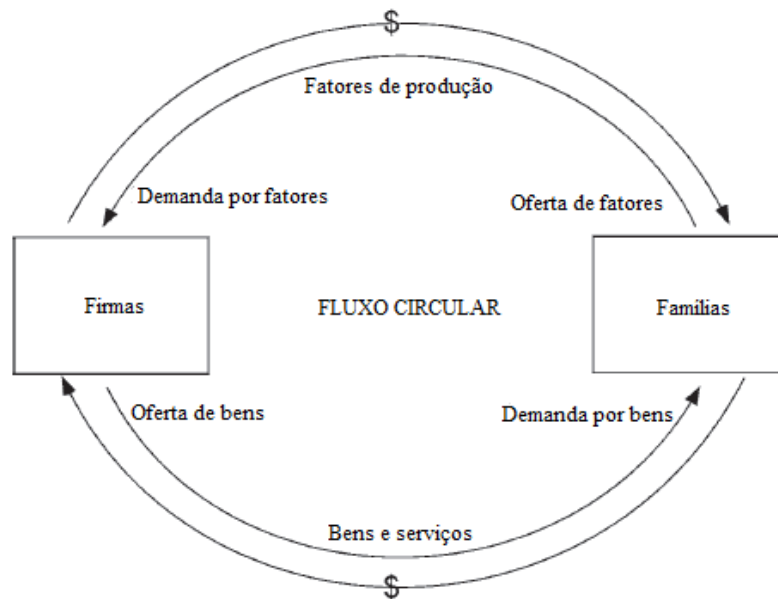 $
Fatores de produção
Demanda por fatores
Oferta de fatores
Firmas
FLUXO CIRCULAR
Famílias
Oferta de bens
Demanda por bens
Bens e serviços
$